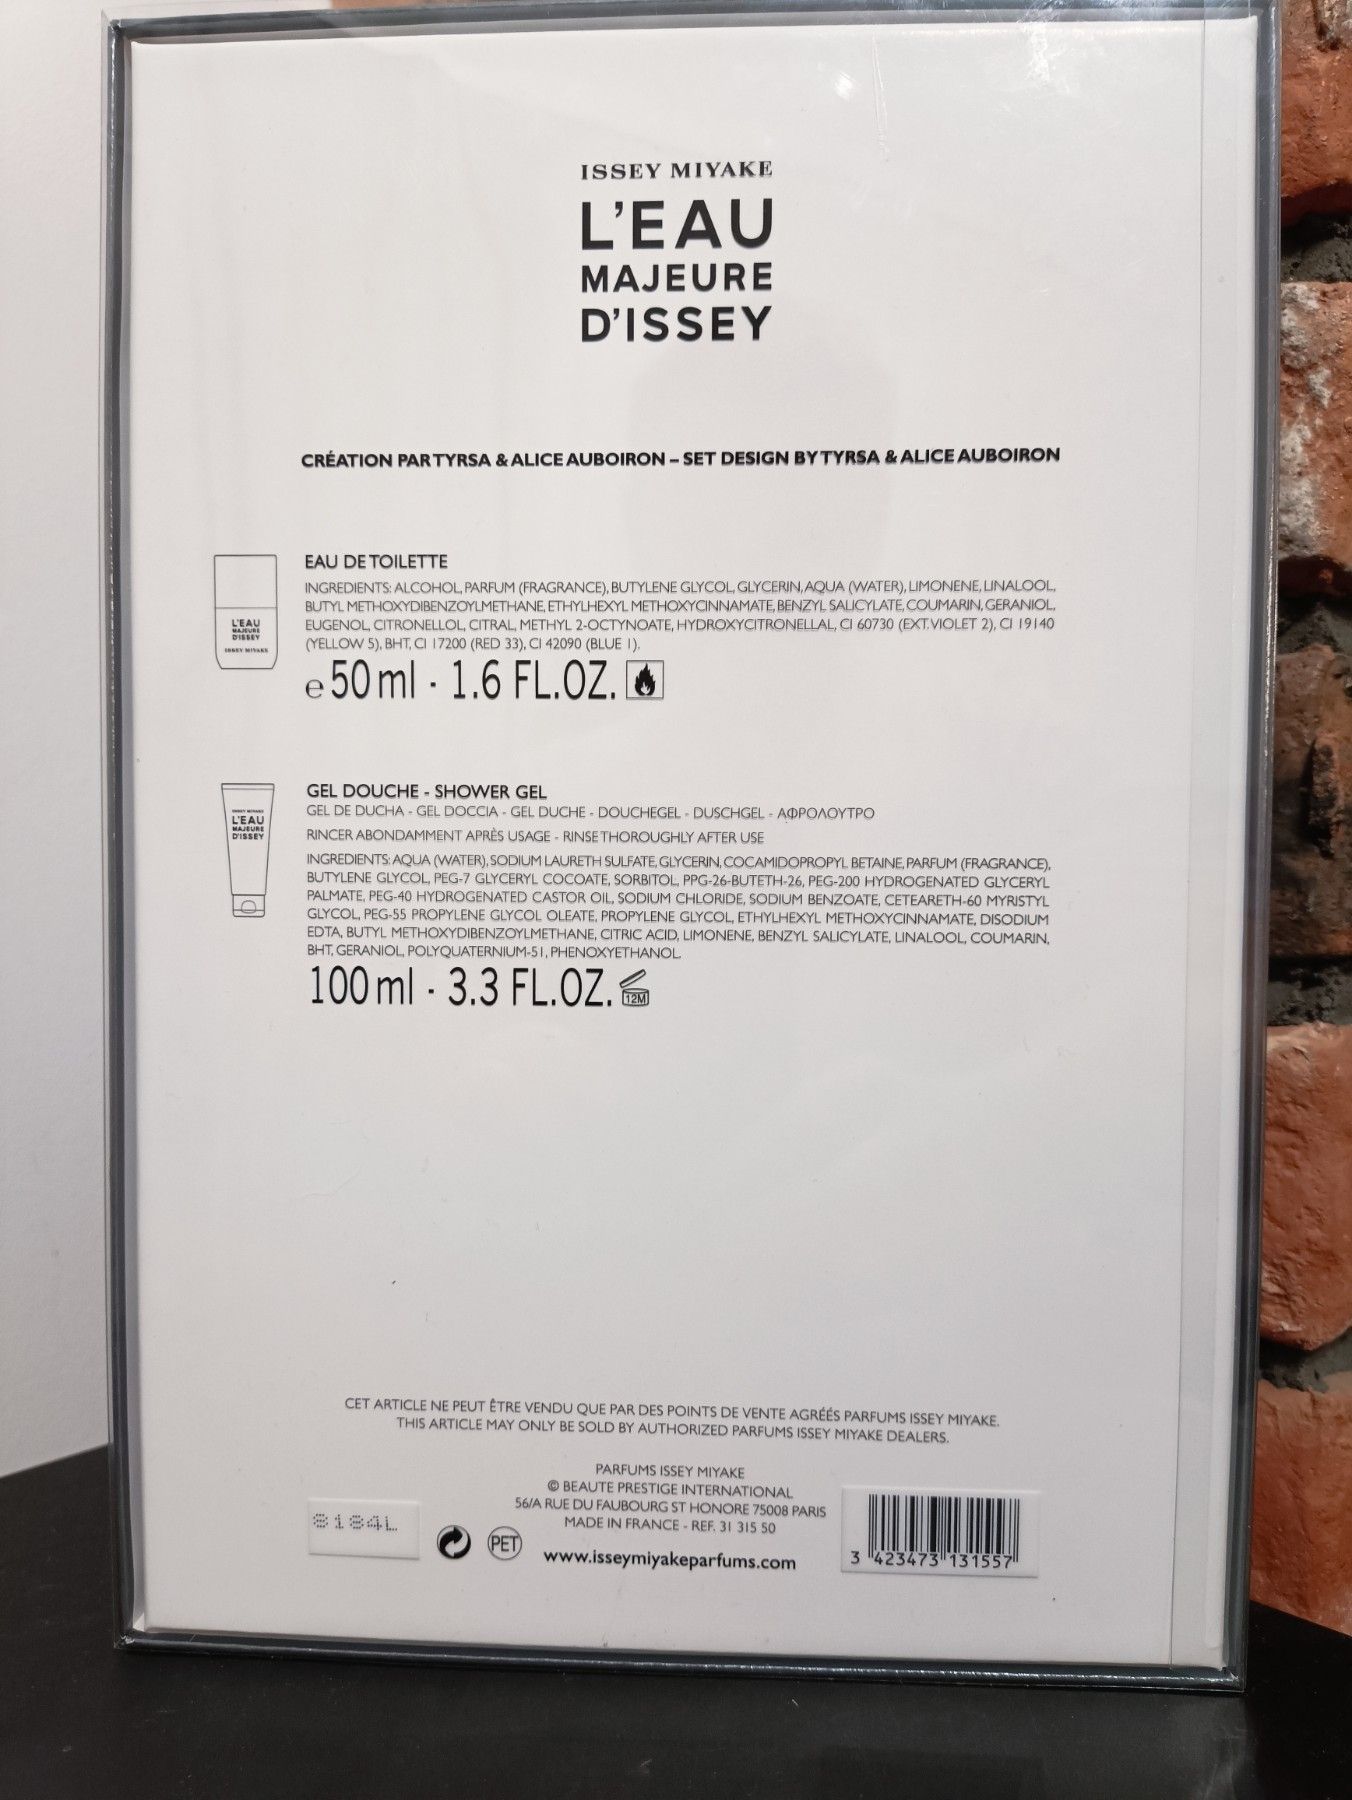 ISSEY MIYAKE
L'EAU
MAJEURE
D'ISSEY
CRÉATION PAR TYRSA & ALICE AUBOIRON – SET DESIGN BY TYRSA & ALICE AUBOIRON
EAU DE TOILETTE
INGREDIENTS: ALCOHOL, PARFUM (FRAGRANCE), BUTYLENE GLYCOL, GLYCERIN, AQUA (WATER), LIMONENE, LINALOOL,
BUTYL METHOXYDIBENZOYLMETHANE, ETHYLHEXYL METHOXYCINNAMATE, BENZYL SALICYLATE, COUMARIN, GERANIOL,
EUGENOL, CITRONELLOL, CITRAL, METHYL 2-OCTYNOATE, HYDROXYCITRONELLAL, CI 60730 (EXT. VIOLET 2), CI 19140
(YELLOW 5), BHT, CI 17200 (RED 33), CI 42090 (BLUE 1).
L'EAU
MAJEURE
D'ISSEY
ISSEY MIYAKE
e 50 ml - 1.6 FL.OZ.
GEL DOUCHE - SHOWER GEL
GEL DE DUCHA - GEL DOCCIA - GEL DUCHE - DOUCHEGEL - DUSCHGEL - ΑΦΡΟΛΟΥΤΡΟ
RINCER ABONDAMMENT APRÈS USAGE - RINSE THOROUGHLY AFTER USE
ISSEY MIYAKE
L'EAU
MAJEURE
D'ISSEY
INGREDIENTS: AQUA (WATER), SODIUM LAURETH SULFATE, GLYCERIN, COCAMIDOPROPYL BETAINE, PARFUM (FRAGRANCE),
BUTYLENE GLYCOL, PEG-7 GLYCERYL COCOATE, SORBITOL, PPG-26-BUTETH-26, PEG-200 HYDROGENATED GLYCERYL
PALMATE, PEG-40 HYDROGENATED CASTOR OIL, SODIUM CHLORIDE, SODIUM BENZOATE, CETEARETH-60 MYRISTYL
GLYCOL, PEG-55 PROPYLENE GLYCOL OLEATE, PROPYLENE GLYCOL, ETHYLHEXYL METHOXYCINNAMATE, DISODIUM
EDTA, BUTYL METHOXYDIBENZOYLMETHANE, CITRIC ACID, LIMONENE, BENZYL SALICYLATE, LINALOOL, COUMARIN,
BHT, GERANIOL, POLYQUATERNIUM-51, PHENOXYETHANOL.
100 ml - 3.3 FL.OZ. 12M
CET ARTICLE NE PEUT ÊTRE VENDU QUE PAR DES POINTS DE VENTE AGRÉÉS PARFUMS ISSEY MIYAKE.
THIS ARTICLE MAY ONLY BE SOLD BY AUTHORIZED PARFUMS ISSEY MIYAKE DEALERS.
PARFUMS ISSEY MIYAKE
© BEAUTE PRESTIGE INTERNATIONAL
56/A RUE DU FAUBOURG ST HONORE 75008 PARIS
MADE IN FRANCE - REF. 31 315 50
www.isseymiyakeparfums.com
8184L
PET
3 423473 131557